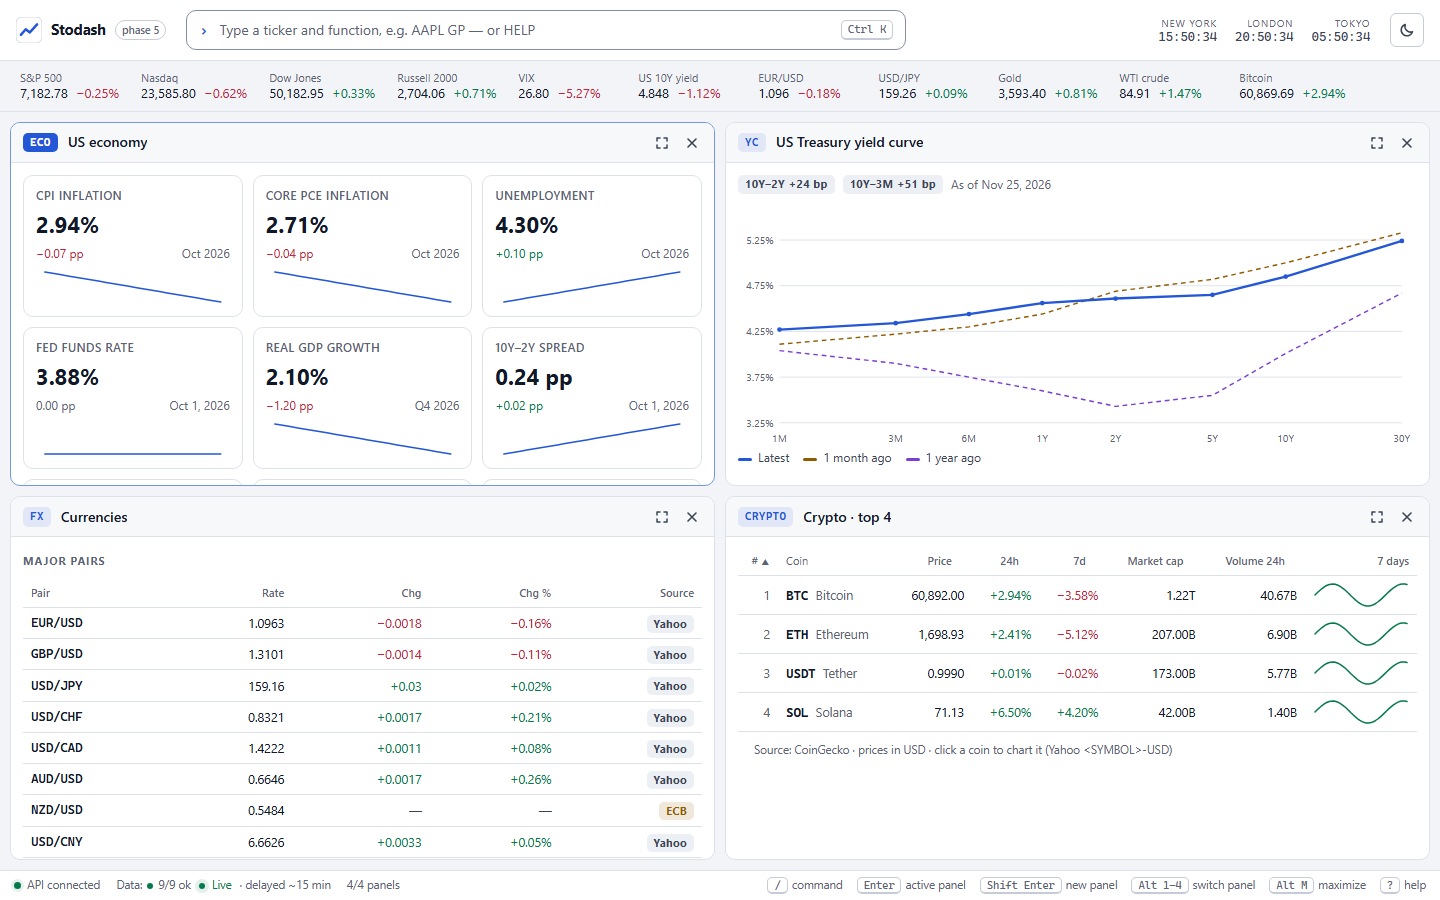 Stodash phase 5
› Type a ticker and function, e.g. AAPL GP — or HELP Ctrl K
NEW YORK LONDON TOKYO
15:50:34 20:50:34 05:50:34
S&P 500 Nasdaq Dow Jones Russell 2000 VIX US 10Y yield EUR/USD USD/JPY Gold WTI crude Bitcoin
7,182.78 −0.25% 23,585.80 −0.62% 50,182.95 +0.33% 2,704.06 +0.71% 26.80 −5.27% 4.848 −1.12% 1.096 −0.18% 159.26 +0.09% 3,593.40 +0.81% 84.91 +1.47% 60,869.69 +2.94%
ECO US economy
CPI INFLATION CORE PCE INFLATION UNEMPLOYMENT
2.94% 2.71% 4.30%
−0.07 pp Oct 2026 −0.04 pp Oct 2026 +0.10 pp Oct 2026
FED FUNDS RATE REAL GDP GROWTH 10Y–2Y SPREAD
3.88% 2.10% 0.24 pp
0.00 pp Oct 1, 2026 −1.20 pp Q4 2026 +0.02 pp Oct 1, 2026
YC US Treasury yield curve
10Y–2Y +24 bp 10Y–3M +51 bp As of Nov 25, 2026
5.25%
4.75%
4.25%
3.75%
3.25%
1M 3M 6M 1Y 2Y 5Y 10Y 30Y
Latest 1 month ago 1 year ago
FX Currencies
MAJOR PAIRS
Pair Rate Chg Chg % Source
EUR/USD 1.0963 −0.0018 −0.16% Yahoo
GBP/USD 1.3101 −0.0014 −0.11% Yahoo
USD/JPY 159.16 +0.03 +0.02% Yahoo
USD/CHF 0.8321 +0.0017 +0.21% Yahoo
USD/CAD 1.4222 +0.0011 +0.08% Yahoo
AUD/USD 0.6646 +0.0017 +0.26% Yahoo
NZD/USD 0.5484 — — ECB
USD/CNY 6.6626 +0.0033 +0.05% Yahoo
CRYPTO Crypto · top 4
# ▲ Coin Price 24h 7d Market cap Volume 24h 7 days
1 BTC Bitcoin 60,892.00 +2.94% −3.58% 1.22T 40.67B
2 ETH Ethereum 1,698.93 +2.41% −5.12% 207.00B 6.90B
3 USDT Tether 0.9990 +0.01% −0.02% 173.00B 5.77B
4 SOL Solana 71.13 +6.50% +4.20% 42.00B 1.40B
Source: CoinGecko · prices in USD · click a coin to chart it (Yahoo <SYMBOL>-USD)
API connected Data: 9/9 ok Live · delayed ~15 min 4/4 panels / command Enter active panel Shift Enter new panel Alt 1–4 switch panel Alt M maximize ? help